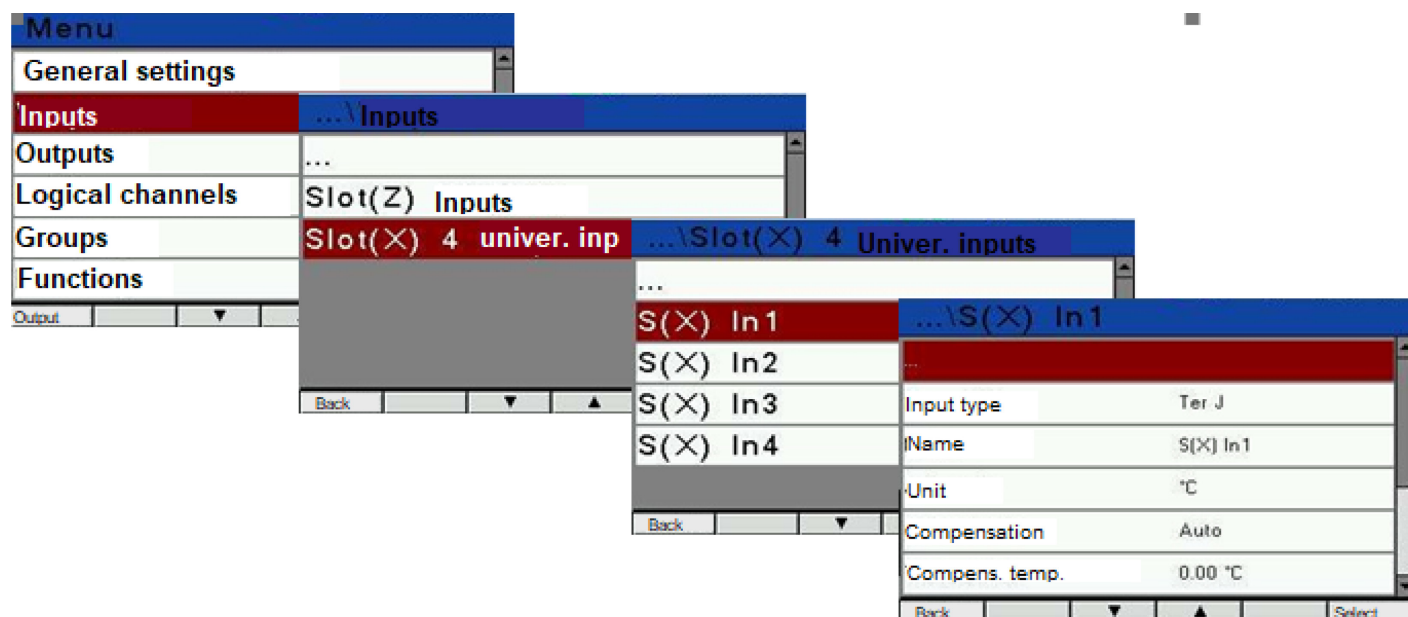 Menu
General settings
Inputs
Outputs
Logical channels
Groups
Functions
Output
...\Inputs
...
Slot(Z) Inputs
Slot(X) 4 univer. inp
Back
...\Slot(X) 4 Univer. inputs
...
S(X) In1
S(X) In2
S(X) In3
S(X) In4
Back
...\S(X) In1
...
Input type Ter J
Name S(X) In1
Unit °C
Compensation Auto
Compens. temp. 0.00 °C
Back Select